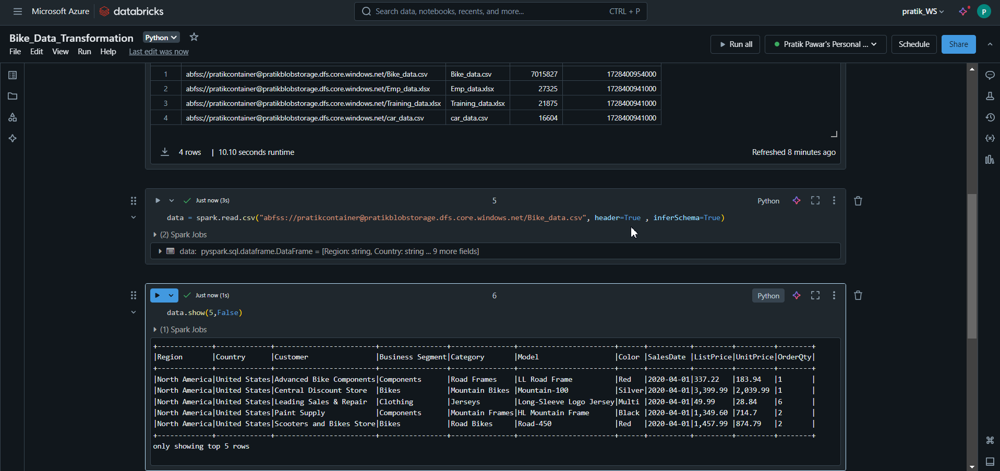 Microsoft Azure databricks Search data, notebooks, recents, and more... CTRL + P pratik_WS P
Bike_Data_Transformation Python
File Edit View Run Help Last edit was now Run all Pratik Pawar's Personal ... Schedule Share
1 abfss://pratikcontainer@pratikblobstorage.dfs.core.windows.net/Bike_data.csv Bike_data.csv 7015827 1728400954000
2 abfss://pratikcontainer@pratikblobstorage.dfs.core.windows.net/Emp_data.xlsx Emp_data.xlsx 27325 1728400941000
3 abfss://pratikcontainer@pratikblobstorage.dfs.core.windows.net/Training_data.xlsx Training_data.xlsx 21875 1728400941000
4 abfss://pratikcontainer@pratikblobstorage.dfs.core.windows.net/car_data.csv car_data.csv 16604 1728400941000
4 rows | 10.10 seconds runtime Refreshed 8 minutes ago
Just now (3s) 5 Python
data = spark.read.csv("abfss://pratikcontainer@pratikblobstorage.dfs.core.windows.net/Bike_data.csv", header=True , inferSchema=True)
(2) Spark Jobs
data: pyspark.sql.dataframe.DataFrame = [Region: string, Country: string ... 9 more fields]
Just now (1s) 6 Python
data.show(5,False)
(1) Spark Jobs
+-------------+-------------+------------------------+----------------+---------------+-----------------------+------+----------+---------+---------+--------+
|Region |Country |Customer |Business Segment|Category |Model |Color |SalesDate |ListPrice|UnitPrice|OrderQty|
+-------------+-------------+------------------------+----------------+---------------+-----------------------+------+----------+---------+---------+--------+
|North America|United States|Advanced Bike Components|Components |Road Frames |LL Road Frame |Red |2020-04-01|337.22 |183.94 |1 |
|North America|United States|Central Discount Store |Bikes |Mountain Bikes |Mountain-100 |Silver|2020-04-01|3,399.99 |2,039.99 |1 |
|North America|United States|Leading Sales & Repair |Clothing |Jerseys |Long-Sleeve Logo Jersey|Multi |2020-04-01|49.99 |28.84 |6 |
|North America|United States|Paint Supply |Components |Mountain Frames|HL Mountain Frame |Black |2020-04-01|1,349.60 |714.7 |2 |
|North America|United States|Scooters and Bikes Store|Bikes |Road Bikes |Road-450 |Red |2020-04-01|1,457.99 |874.79 |2 |
+-------------+-------------+------------------------+----------------+---------------+-----------------------+------+----------+---------+---------+--------+
only showing top 5 rows